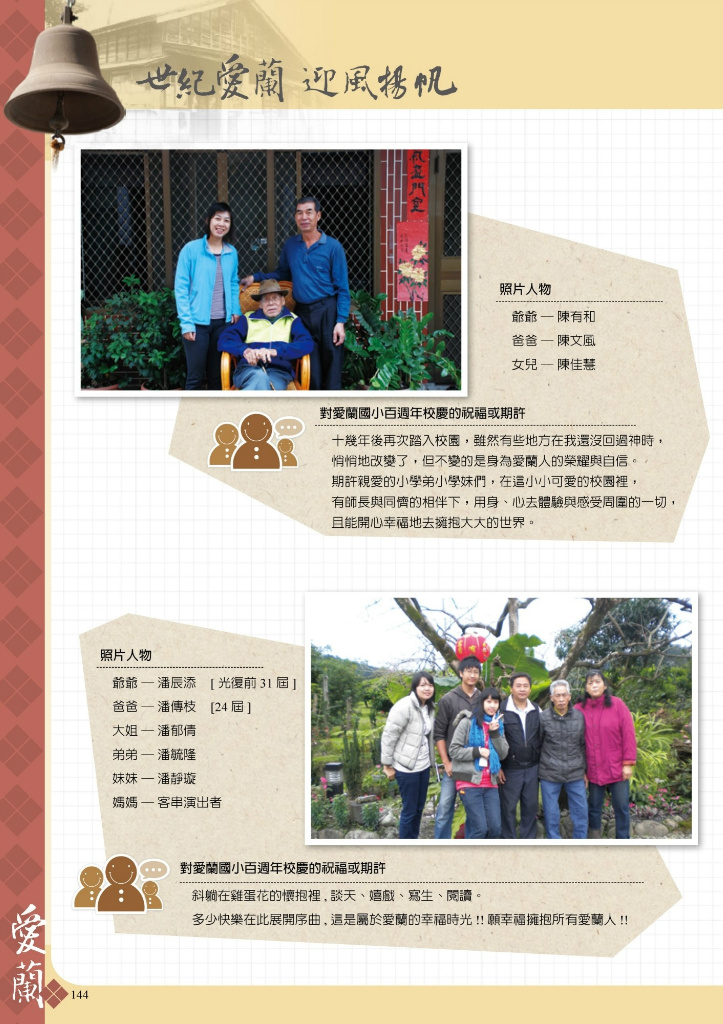 世紀愛蘭 迎風揚帆
照片人物
爺爺 — 陳有和
爸爸 — 陳文風
女兒 — 陳佳慧
對愛蘭國小百週年校慶的祝福或期許
十幾年後再次踏入校園，雖然有些地方在我還沒回過神時，
悄悄地改變了，但不變的是身為愛蘭人的榮耀與自信。
期許親愛的小學弟小學妹們，在這小小可愛的校園裡，
有師長與同儕的相伴下，用身、心去體驗與感受周圍的一切，
且能開心幸福地去擁抱大大的世界。
照片人物
爺爺 — 潘辰添 [ 光復前 31 屆 ]
爸爸 — 潘傳枝 [24 屆 ]
大姐 — 潘郁倩
弟弟 — 潘毓隆
妹妹 — 潘靜璇
媽媽 — 客串演出者
對愛蘭國小百週年校慶的祝福或期許
斜躺在雞蛋花的懷抱裡 , 談天、嬉戲、寫生、閱讀。
多少快樂在此展開序曲 , 這是屬於愛蘭的幸福時光 !! 願幸福擁抱所有愛蘭人 !!
愛蘭
144